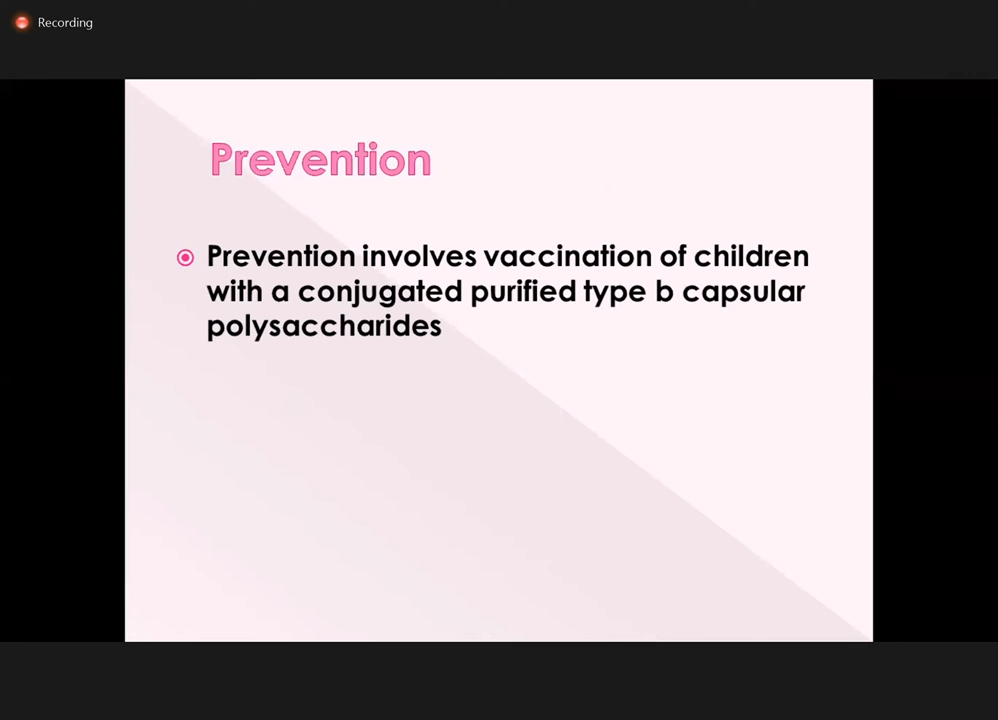 Recording
Prevention
Prevention involves vaccination of children
with a conjugated purified type b capsular
polysaccharides